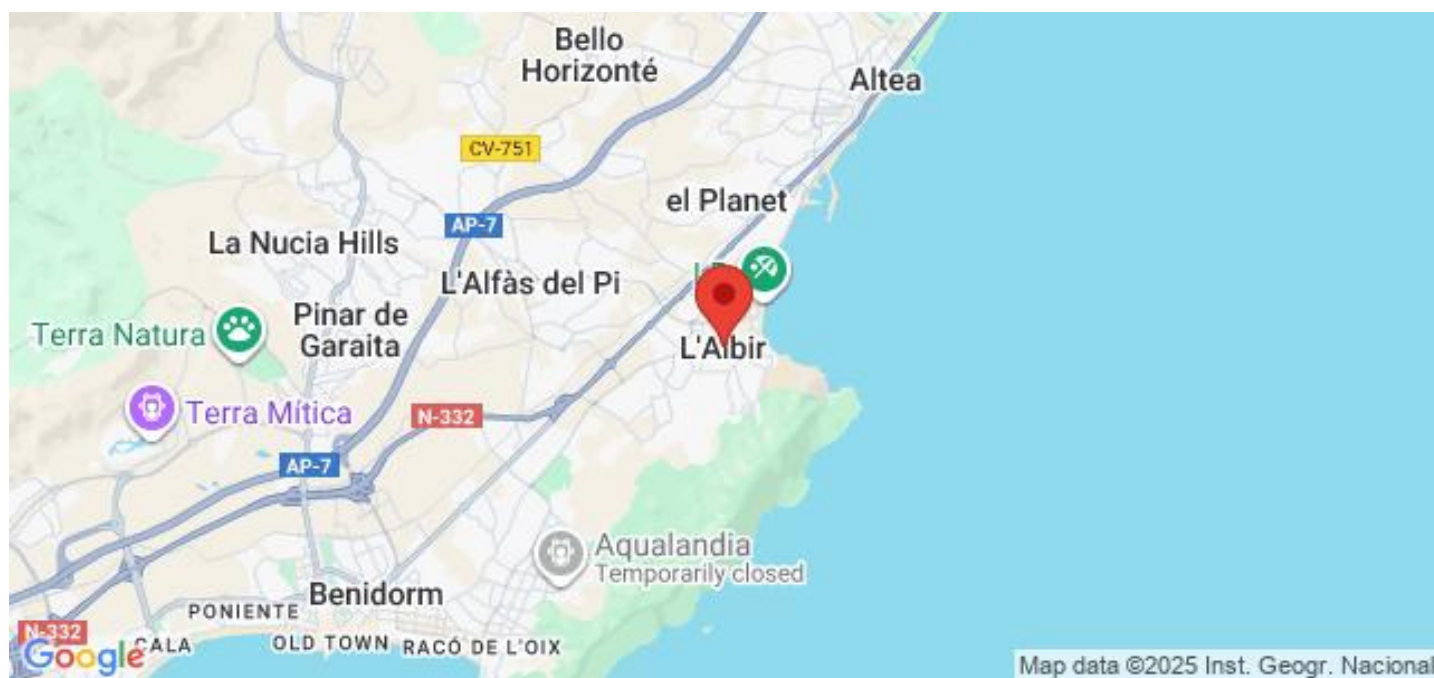 Bello
Horizonté
Altea
CV-751
el Planet
AP-7
La Nucia Hills
L'Alfàs del Pi
Pinar de
Garaita
Terra Natura
L'Albir
Terra Mítica
N-332
AP-7
Aqualandia
Temporarily closed
Benidorm
PONIENTE
N-332
CALA
OLD TOWN
RACÓ DE L'OIX
Google
Map data ©2025 Inst. Geogr. Nacional